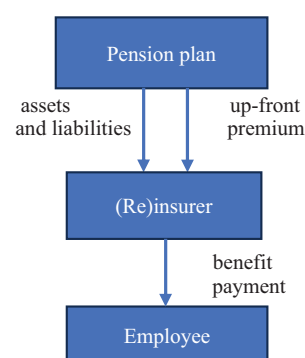 Pension plan
assets
and liabilities
up-front
premium
(Re)insurer
benefit
payment
Employee